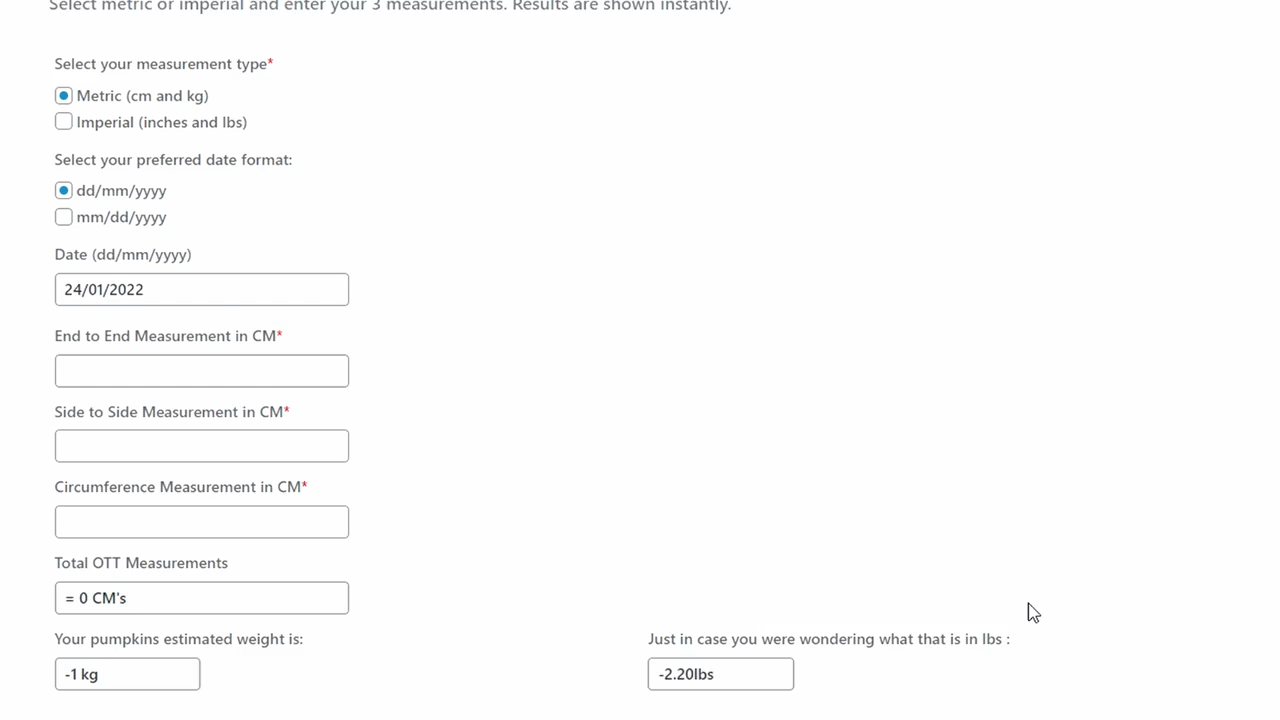 Select metric or imperial and enter your 3 measurements. Results are shown instantly.
Select your measurement type*
Metric (cm and kg)
Imperial (inches and lbs)
Select your preferred date format:
dd/mm/yyyy
mm/dd/yyyy
Date (dd/mm/yyyy)
24/01/2022
End to End Measurement in CM*
Side to Side Measurement in CM*
Circumference Measurement in CM*
Total OTT Measurements
= 0 CM's
Your pumpkins estimated weight is:
-1 kg
Just in case you were wondering what that is in lbs :
-2.20lbs